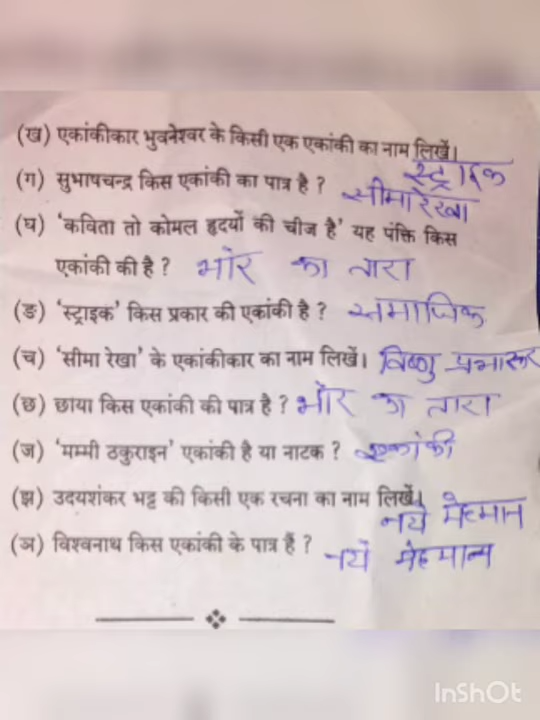 (ख) एकांकीकार भुवनेश्वर के किसी एक एकांकी का नाम लिखें।
स्ट्राइक
(ग) सुभाषचन्द्र किस एकांकी का पात्र है ? सीमा रेखा
(घ) 'कविता तो कोमल हृदयों की चीज है' यह पंक्ति किस
एकांकी की है ? भोर का तारा
(ङ) 'स्ट्राइक' किस प्रकार की एकांकी है ? समाजिक
(च) 'सीमा रेखा' के एकांकीकार का नाम लिखें। विष्णु प्रभाकर
(छ) छाया किस एकांकी की पात्र है ? भोर का तारा
(ज) 'मम्मी ठकुराइन' एकांकी है या नाटक ? एकांकी
(झ) उदयशंकर भट्ट की किसी एक रचना का नाम लिखें।
नये मेहमान
(ञ) विश्वनाथ किस एकांकी के पात्र हैं ? नये मेहमान
InShOt